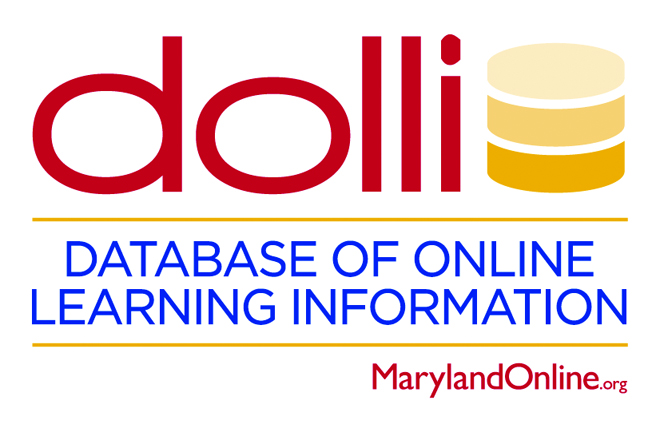 dolli
DATABASE OF ONLINE
LEARNING INFORMATION
MarylandOnline.org